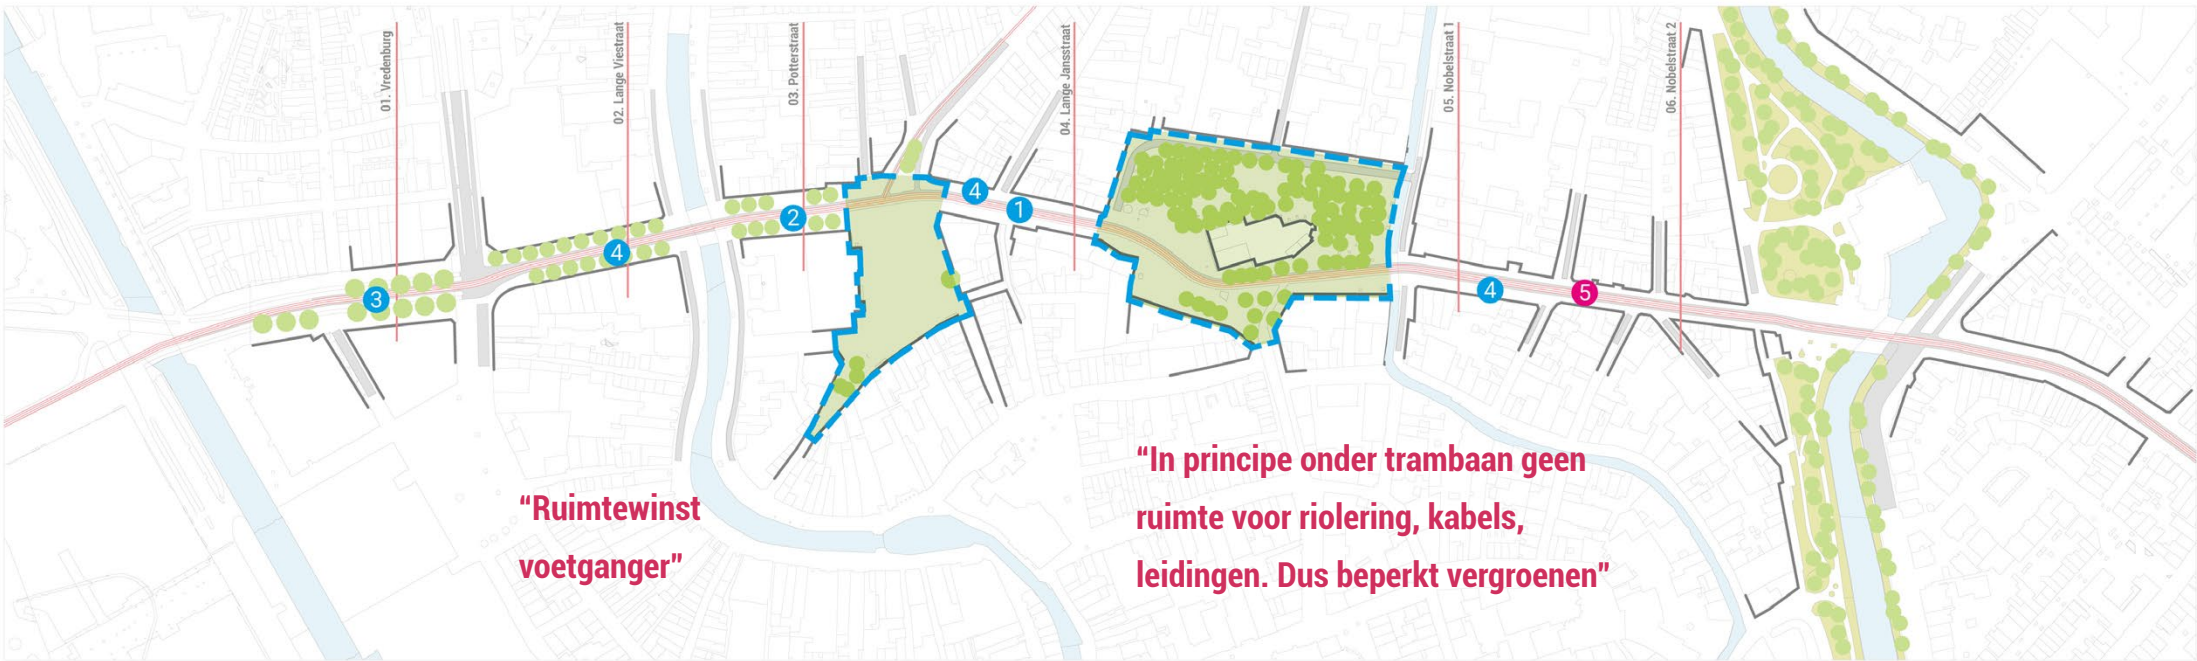 01. Vredenburg
02. Lange Viestraat
03. Potterstraat
04. Lange Jansstraat
05. Nobelstraat 1
06. Nobelstraat 2
3
4
2
4
1
4
5
“Ruimtewinst
voetganger”
“In principe onder trambaan geen
ruimte voor riolering, kabels,
leidingen. Dus beperkt vergroenen”